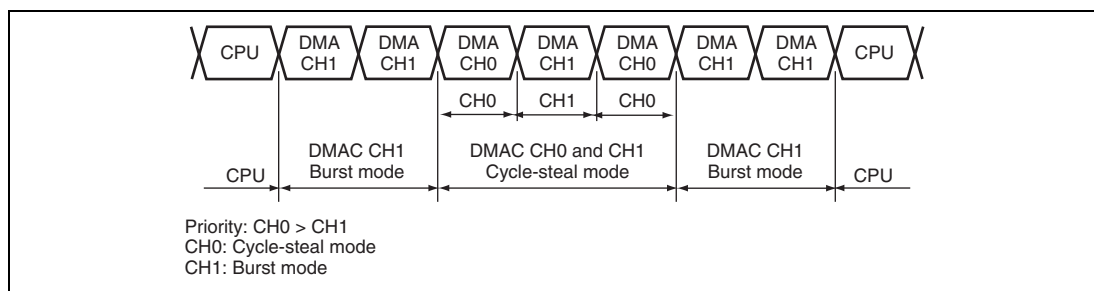 CPU DMA CH1 DMA CH1 DMA CH0 DMA CH1 DMA CH0 DMA CH1 DMA CH1 CPU
CH0 CH1 CH0
DMAC CH1 DMAC CH0 and CH1 DMAC CH1
CPU Burst mode Cycle-steal mode Burst mode CPU
Priority: CH0 > CH1
CH0: Cycle-steal mode
CH1: Burst mode